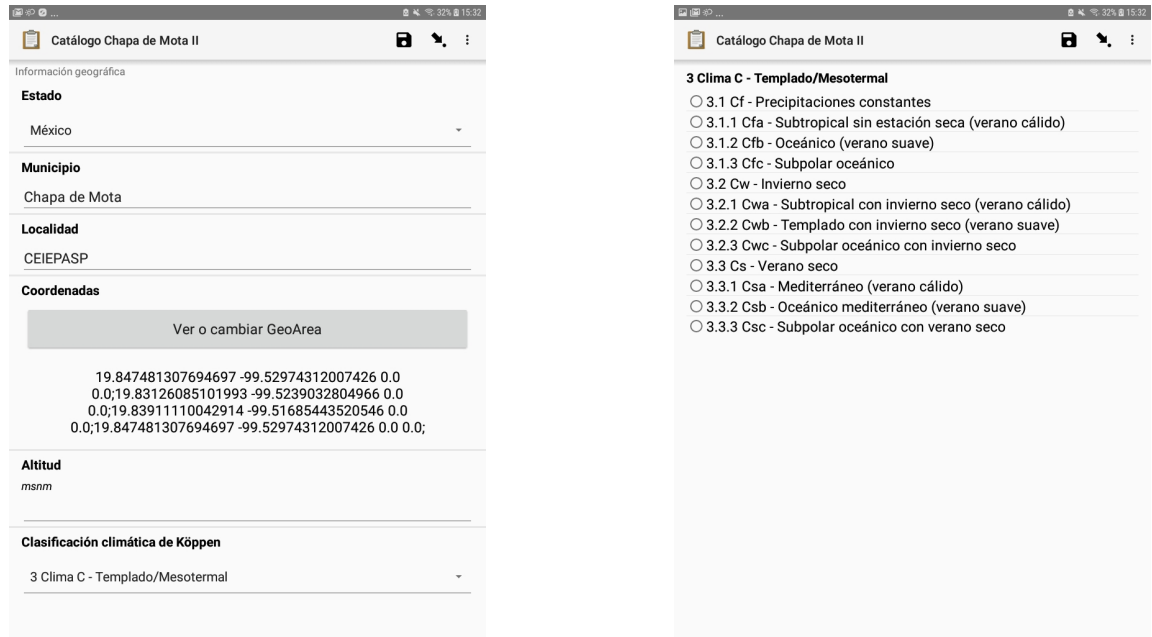 ... 32% 15:32
Catálogo Chapa de Mota II
Información geográfica
Estado
México
Municipio
Chapa de Mota
Localidad
CEIEPASP
Coordenadas
Ver o cambiar GeoArea
19.847481307694697 -99.52974312007426 0.0
0.0;19.83126085101993 -99.5239032804966 0.0
0.0;19.83911110042914 -99.51685443520546 0.0
0.0;19.847481307694697 -99.52974312007426 0.0 0.0;
Altitud
msnm
Clasificación climática de Köppen
3 Clima C - Templado/Mesotermal
... 32% 15:32
Catálogo Chapa de Mota II
3 Clima C - Templado/Mesotermal
3.1 Cf - Precipitaciones constantes
3.1.1 Cfa - Subtropical sin estación seca (verano cálido)
3.1.2 Cfb - Oceánico (verano suave)
3.1.3 Cfc - Subpolar oceánico
3.2 Cw - Invierno seco
3.2.1 Cwa - Subtropical con invierno seco (verano cálido)
3.2.2 Cwb - Templado con invierno seco (verano suave)
3.2.3 Cwc - Subpolar oceánico con invierno seco
3.3 Cs - Verano seco
3.3.1 Csa - Mediterráneo (verano cálido)
3.3.2 Csb - Oceánico mediterráneo (verano suave)
3.3.3 Csc - Subpolar oceánico con verano seco